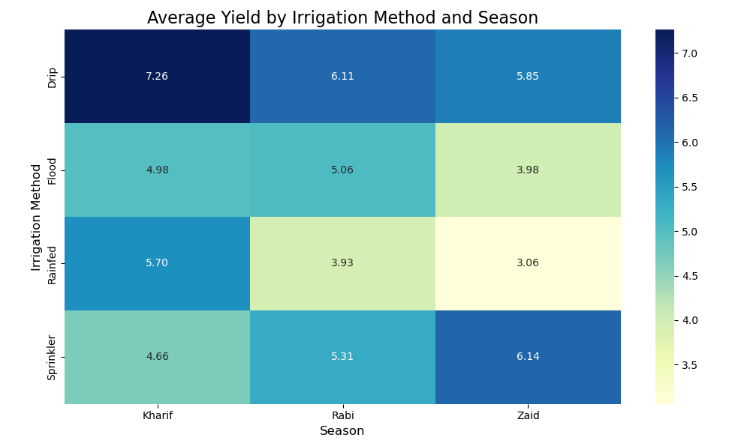 Average Yield by Irrigation Method and Season
Irrigation Method
Drip
7.26 6.11 5.85
Flood
4.98 5.06 3.98
Rainfed
5.70 3.93 3.06
Sprinkler
4.66 5.31 6.14
Kharif Rabi Zaid
Season
7.0
6.5
6.0
5.5
5.0
4.5
4.0
3.5